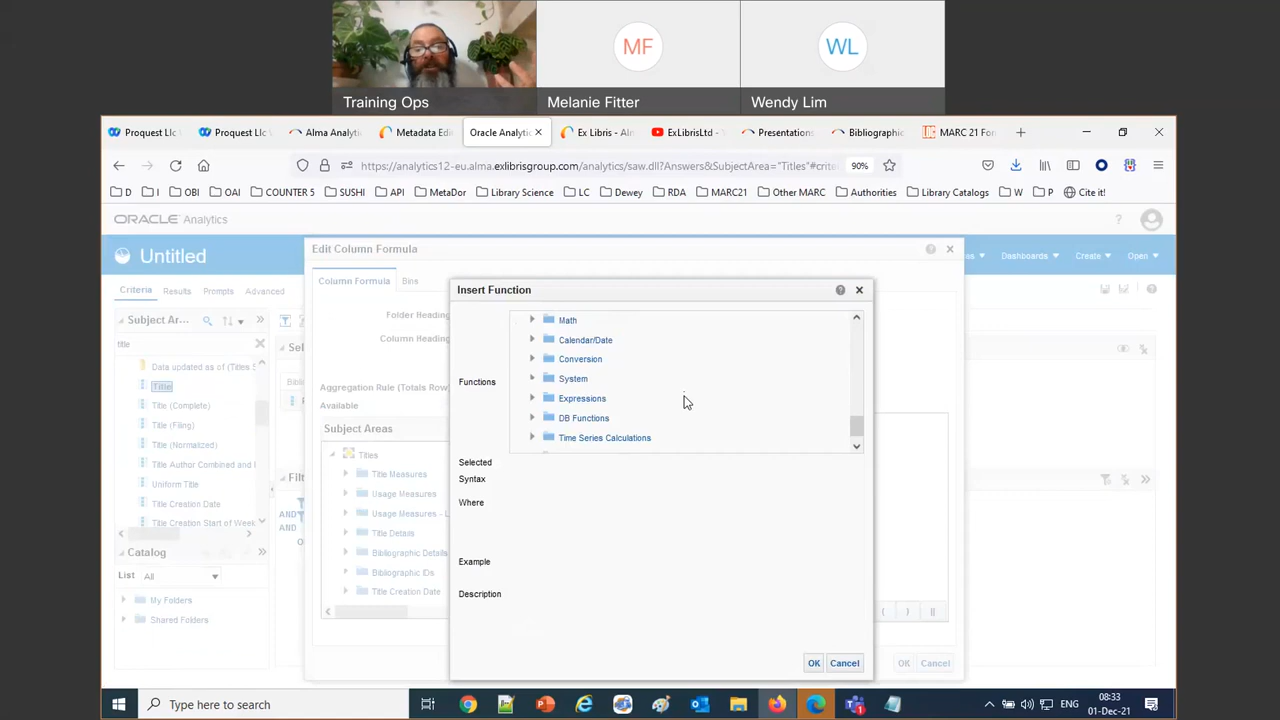 MF
WL
Training Ops
Melanie Fitter
Wendy Lim
Proquest Llc
Proquest Llc
Alma Analyti
Metadata Edi
Oracle Analytic
Ex Libris - Aln
ExLibrisLtd -
Presentations
Bibliographic
MARC 21 For
https://analytics12-eu.alma.exlibrisgroup.com/analytics/saw.dll?Answers&SubjectArea="Titles"#crite
90%
D
I
OBI
OAI
COUNTER 5
SUSHI
API
MetaDor
Library Science
LC
Dewey
RDA
MARC21
Other MARC
Authorities
Library Catalogs
W
P
Cite it!
ORACLE Analytics
Untitled
Edit Column Formula
Dashboards
Create
Open
Criteria
Results
Prompts
Advanced
Column Formula
Bins
Insert Function
Subject Ar...
Folder Heading
Column Heading
title
Data updated as of (Titles S
Title
Title (Complete)
Title (Filing)
Title (Normalized)
Title Author Combined and
Uniform Title
Title Creation Date
Title Creation Start of Week
Aggregation Rule (Totals Row)
Available
Subject Areas
Titles
Title Measures
Usage Measures
Usage Measures - L
Title Details
Bibliographic Details
Bibliographic IDs
Title Creation Date
Functions
Math
Calendar/Date
Conversion
System
Expressions
DB Functions
Time Series Calculations
Selected
Syntax
Where
Example
Description
OK
Cancel
( ) ||
OK
Cancel
AND
AND
Catalog
List
All
My Folders
Shared Folders
Type here to search
ENG
08:33
01-Dec-21